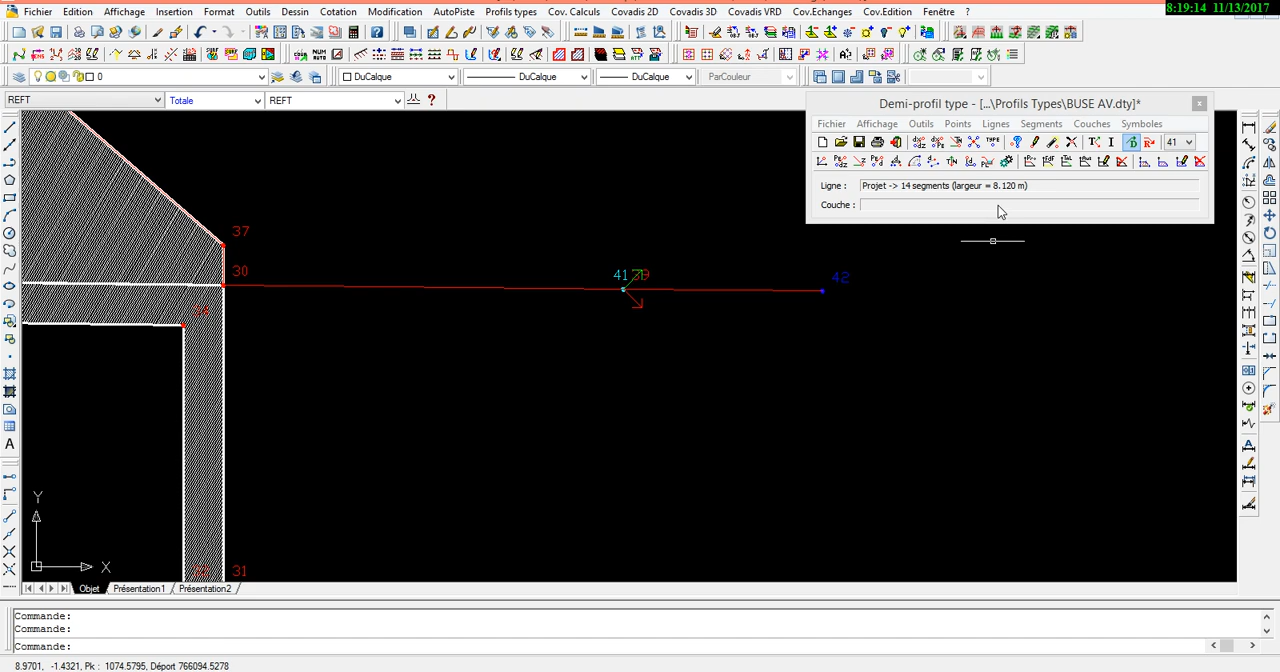 8:19:14 11/13/2017
Fichier Edition Affichage Insertion Format Outils Dessin Cotation Modification AutoPiste Profils types Cov. Calculs Covadis 2D Covadis 3D Covadis VRD Cov.Echanges Cov.Edition Fenêtre ?
0 DuCalque DuCalque DuCalque ParCouleur
REFT Totale REFT
Demi-profil type - [...\Profils Types\BUSE AV.dty]*
Fichier Affichage Outils Points Lignes Segments Couches Symboles
41
Ligne : Projet -> 14 segments (largeur = 8.120 m)
Couche :
37
30
41
42
31
Y
X
Objet Présentation1 Présentation2
Commande:
Commande:
Commande:
8.9701, -1.4321, Pk : 1074.5795, Déport 766094.5278